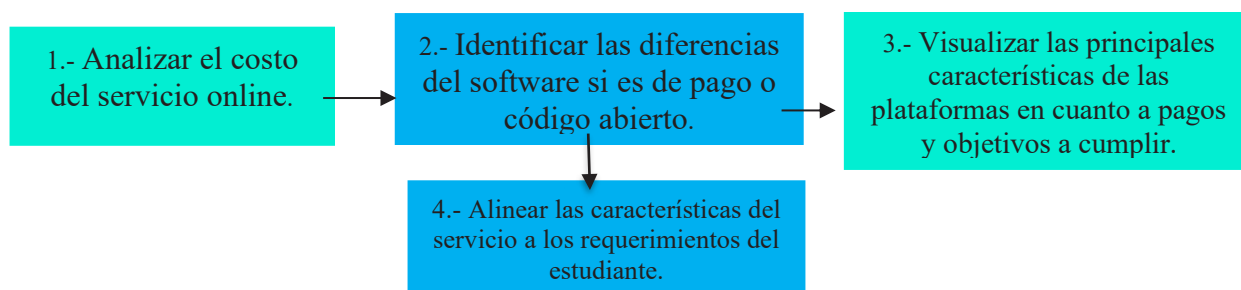 1.- Analizar el costo
del servicio online.
2.- Identificar las diferencias
del software si es de pago o
código abierto.
3.- Visualizar las principales
características de las
plataformas en cuanto a pagos
y objetivos a cumplir.
4.- Alinear las características del
servicio a los requerimientos del
estudiante.